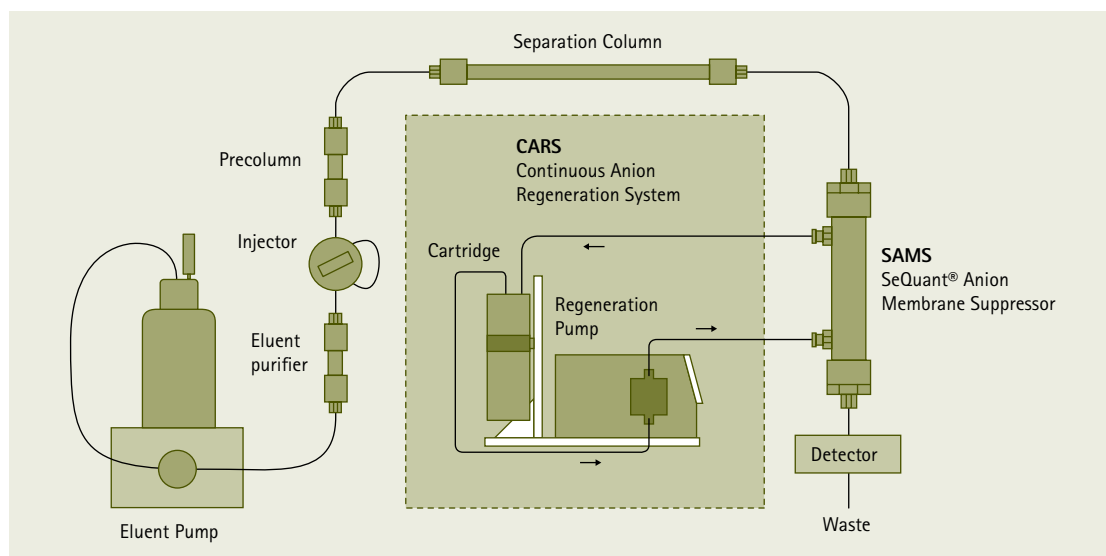 Separation Column
CARS
Continuous Anion
Regeneration System
Precolumn
Injector
Cartridge
Regeneration
Pump
SAMS
SeQuant® Anion
Membrane Suppressor
Eluent
purifier
Detector
Eluent Pump
Waste